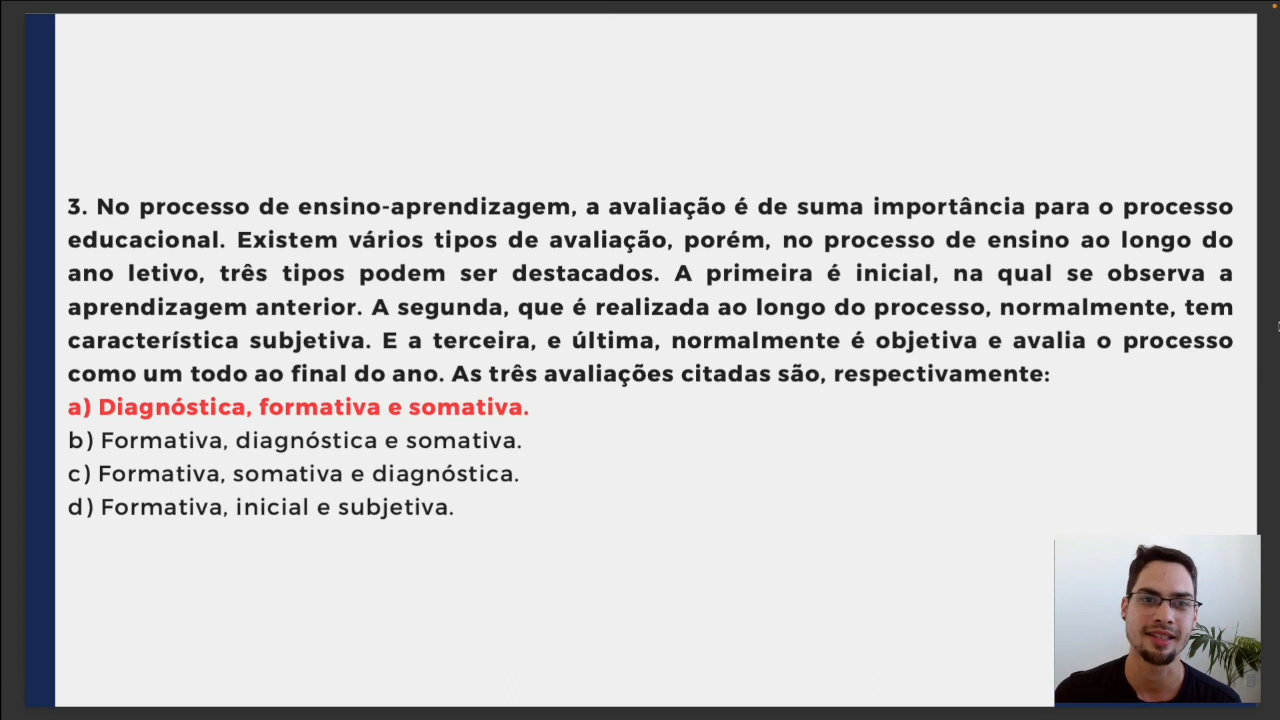 3. No processo de ensino-aprendizagem, a avaliação é de suma importância para o processo
educacional. Existem vários tipos de avaliação, porém, no processo de ensino ao longo do
ano letivo, três tipos podem ser destacados. A primeira é inicial, na qual se observa a
aprendizagem anterior. A segunda, que é realizada ao longo do processo, normalmente, tem
característica subjetiva. E a terceira, e última, normalmente é objetiva e avalia o processo
como um todo ao final do ano. As três avaliações citadas são, respectivamente:
a) Diagnóstica, formativa e somativa.
b) Formativa, diagnóstica e somativa.
c) Formativa, somativa e diagnóstica.
d) Formativa, inicial e subjetiva.